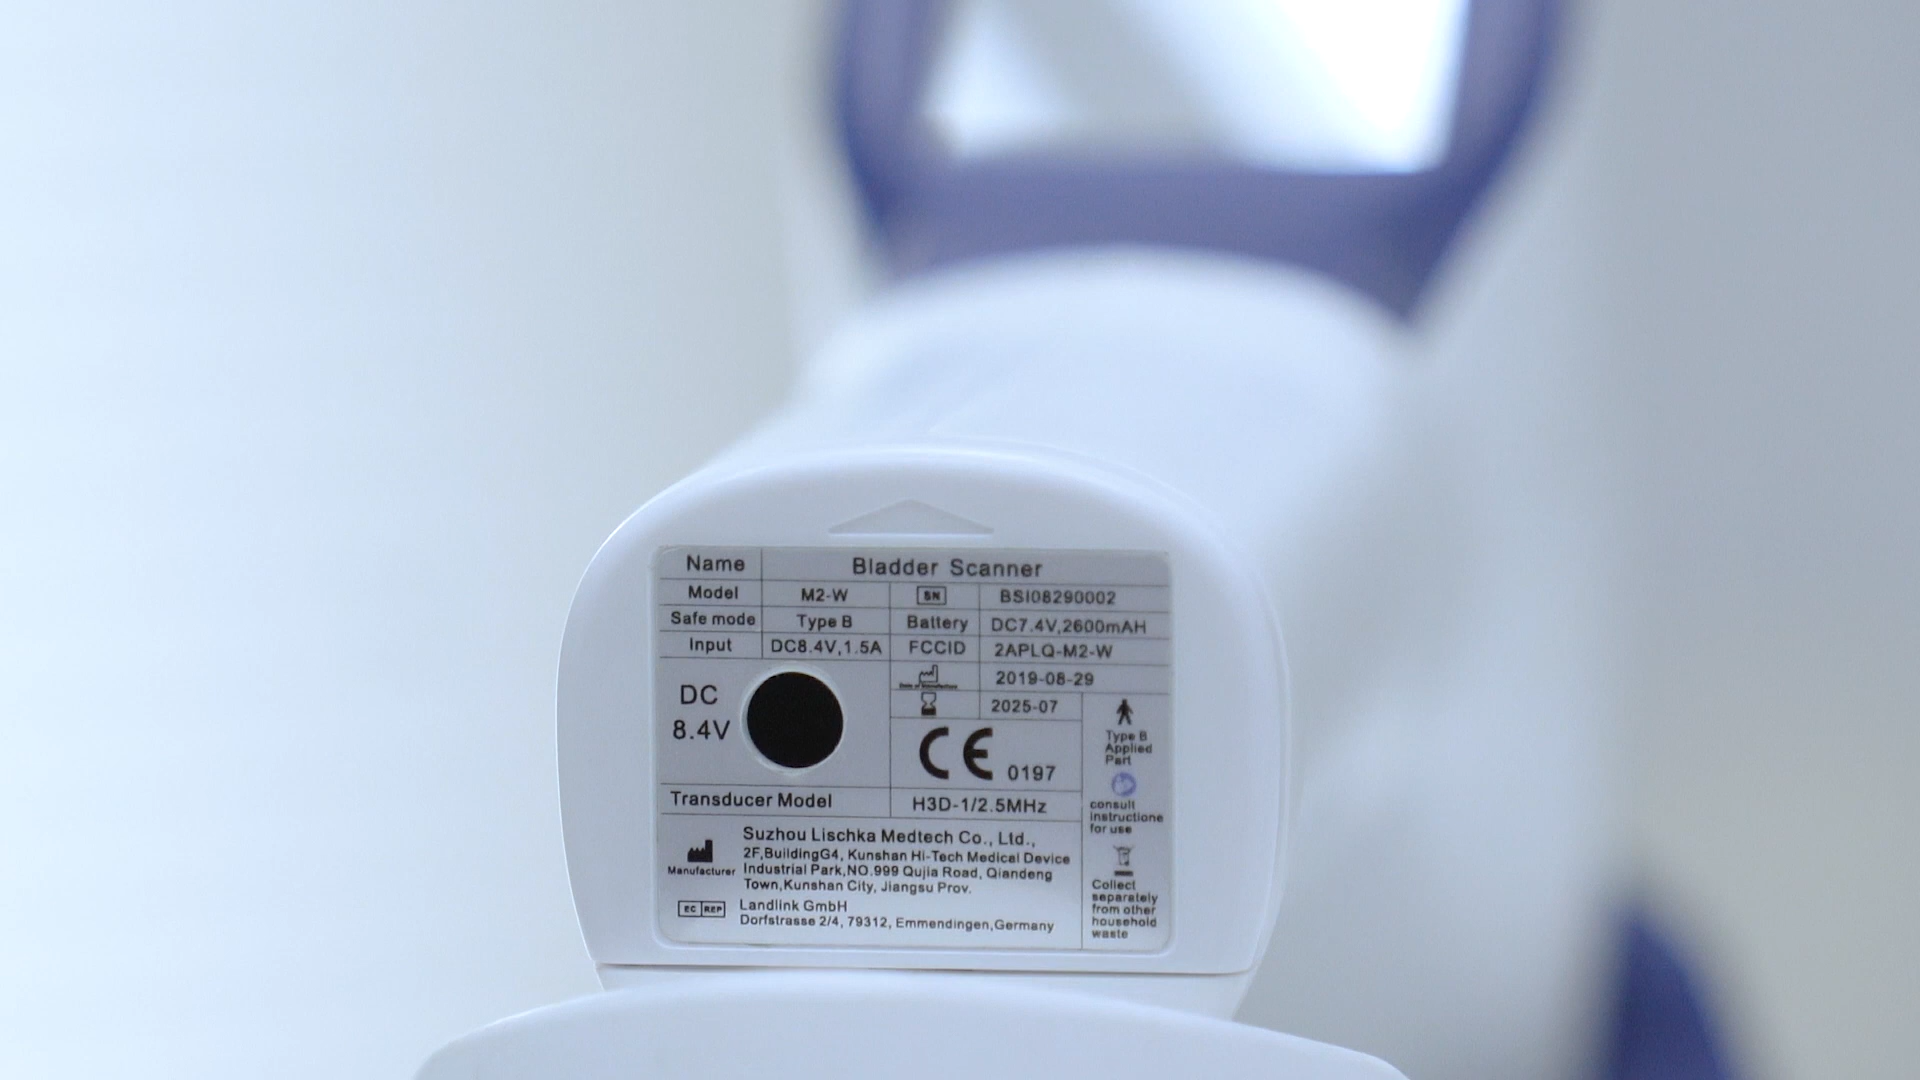 Name Bladder Scanner
Model M2-W SN BSI08290002
Safe mode Type B Battery DC7.4V,2600mAH
Input DC8.4V,1.5A FCCID 2APLQ-M2-W
Date of Manufacture 2019-08-29
2025-07
DC
8.4V
CE 0197
Type B
Applied
Part
consult
instructione
for use
Transducer Model H3D-1/2.5MHz
Manufacturer
Suzhou Lischka Medtech Co., Ltd.,
2F,BuildingG4, Kunshan Hi-Tech Medical Device
Industrial Park,NO.999 Qujia Road, Qiandeng
Town,Kunshan City, Jiangsu Prov.
EC REP
Landlink GmbH
Dorfstrasse 2/4, 79312, Emmendingen,Germany
Collect
separately
from other
household
waste